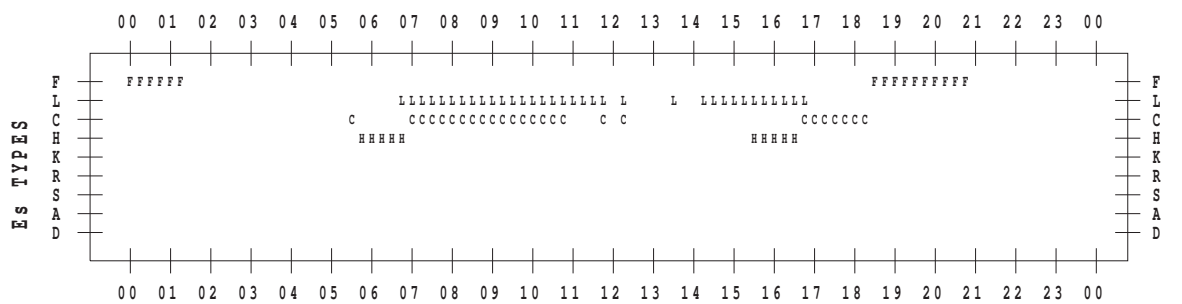 00 01 02 03 04 05 06 07 08 09 10 11 12 13 14 15 16 17 18 19 20 21 22 23 00
F FFFFFF FFFFFFFFFF F
L LLLLLLLLLLLLLLLLLLLLL L L LLLLLLLLLLL L
C C CCCCCCCCCCCCCCCC C C CCCCCCC C
H HHHHH HHHHH H
K K
R R
S S
A A
D D
Es TYPES
00 01 02 03 04 05 06 07 08 09 10 11 12 13 14 15 16 17 18 19 20 21 22 23 00